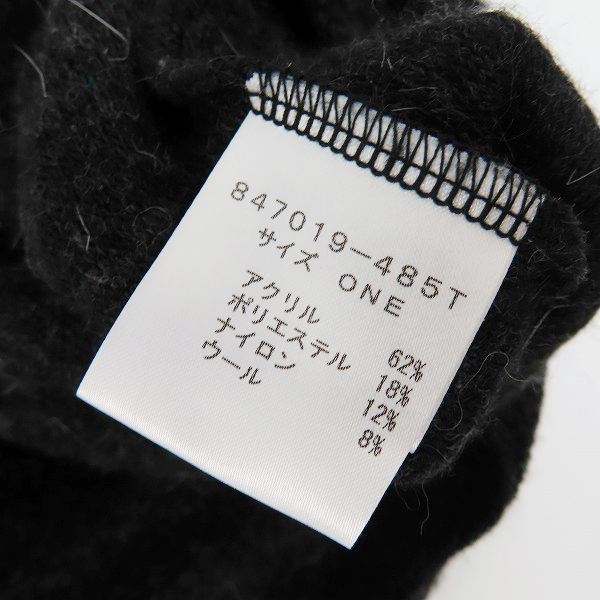 847019-485T
サイズ ONE
アクリル 62%
ポリエステル 18%
ナイロン 12%
ウール 8%